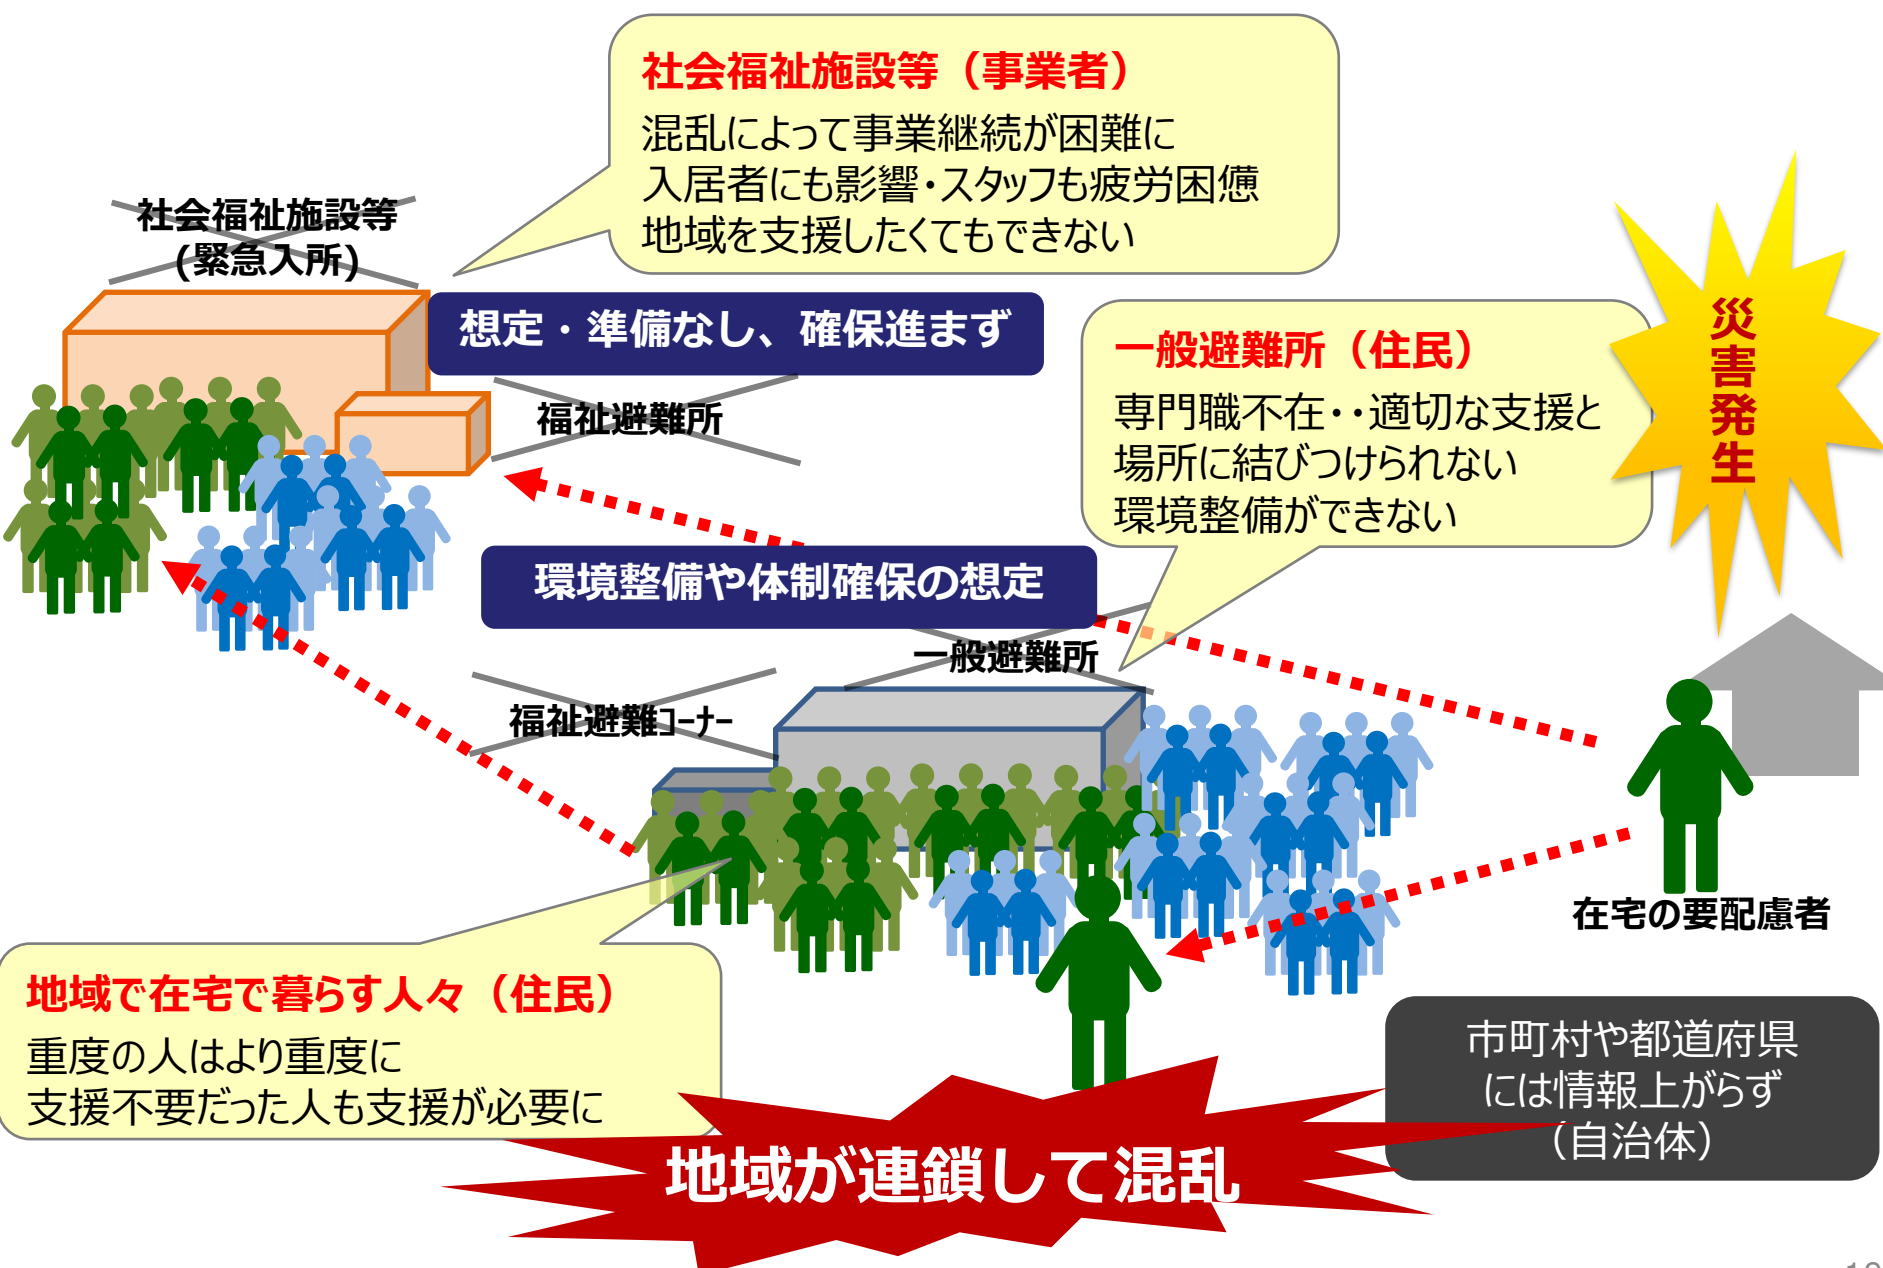 社会福祉施設等（事業者）
混乱によって事業継続が困難に
入居者にも影響・スタッフも疲労困憊
地域を支援したくてもできない
社会福祉施設等
(緊急入所)
想定・準備なし、確保進まず
福祉避難所
一般避難所（住民）
専門職不在・・適切な支援と
場所に結びつけられない
環境整備ができない
災害発生
環境整備や体制確保の想定
一般避難所
福祉避難ｺｰﾅｰ
在宅の要配慮者
地域で在宅で暮らす人々（住民）
重度の人はより重度に
支援不要だった人も支援が必要に
市町村や都道府県
には情報上がらず
（自治体）
地域が連鎖して混乱